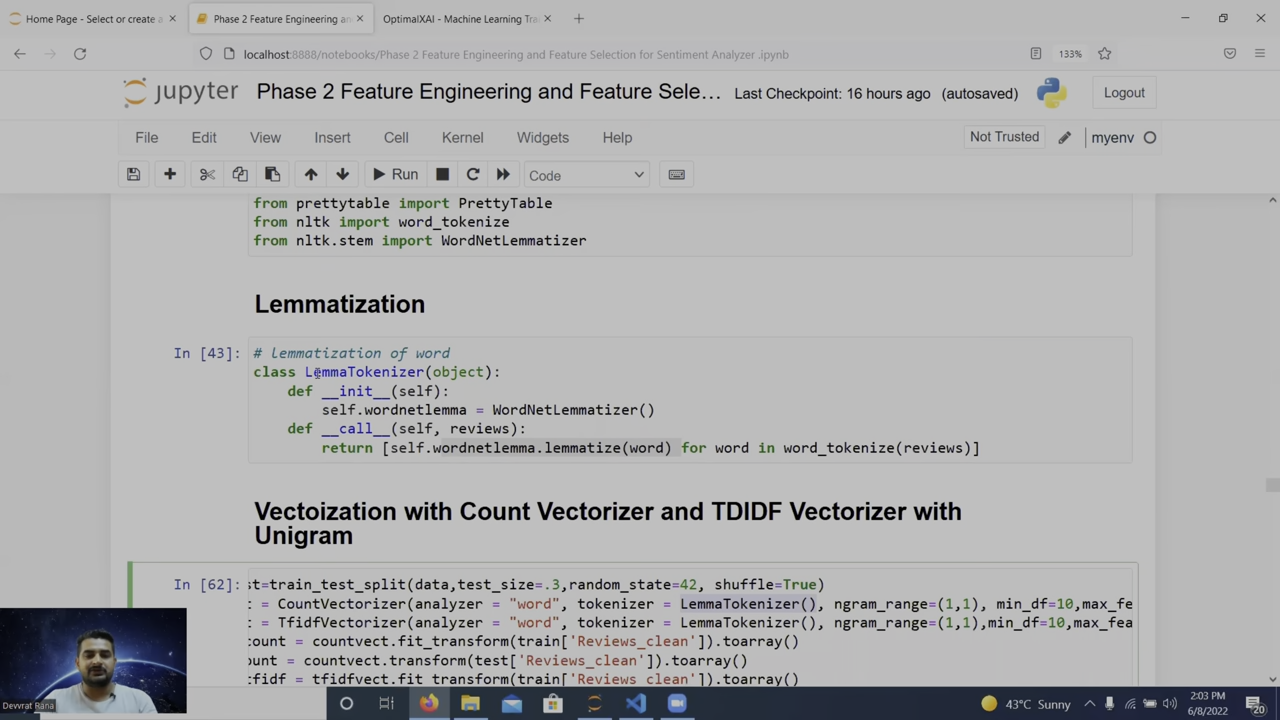 Home Page - Select or create a
Phase 2 Feature Engineering an
OptimalXAI - Machine Learning Tra
localhost:8888/notebooks/Phase 2 Feature Engineering and Feature Selection for Sentiment Analyzer .ipynb
133%
jupyter
Phase 2 Feature Engineering and Feature Sele…
Last Checkpoint: 16 hours ago (autosaved)
Logout
File Edit View Insert Cell Kernel Widgets Help
Not Trusted
myenv
Run
Code
from prettytable import PrettyTable
from nltk import word_tokenize
from nltk.stem import WordNetLemmatizer
Lemmatization
In [43]:
# lemmatization of word
class LemmaTokenizer(object):
def __init__(self):
self.wordnetlemma = WordNetLemmatizer()
def __call__(self, reviews):
return [self.wordnetlemma.lemmatize(word) for word in word_tokenize(reviews)]
Vectoization with Count Vectorizer and TDIDF Vectorizer with
Unigram
In [62]:
st=train_test_split(data,test_size=.3,random_state=42, shuffle=True)
t = CountVectorizer(analyzer = "word", tokenizer = LemmaTokenizer(), ngram_range=(1,1), min_df=10,max_fe
t = TfidfVectorizer(analyzer = "word", tokenizer = LemmaTokenizer(), ngram_range=(1,1),min_df=10,max_fea
count = countvect.fit_transform(train['Reviews_clean']).toarray()
ount = countvect.transform(test['Reviews_clean']).toarray()
tfidf = tfidfvect.fit_transform(train['Reviews_clean']).toarray()
Devvrat Rana
43°C Sunny
2:03 PM
6/8/2022
20